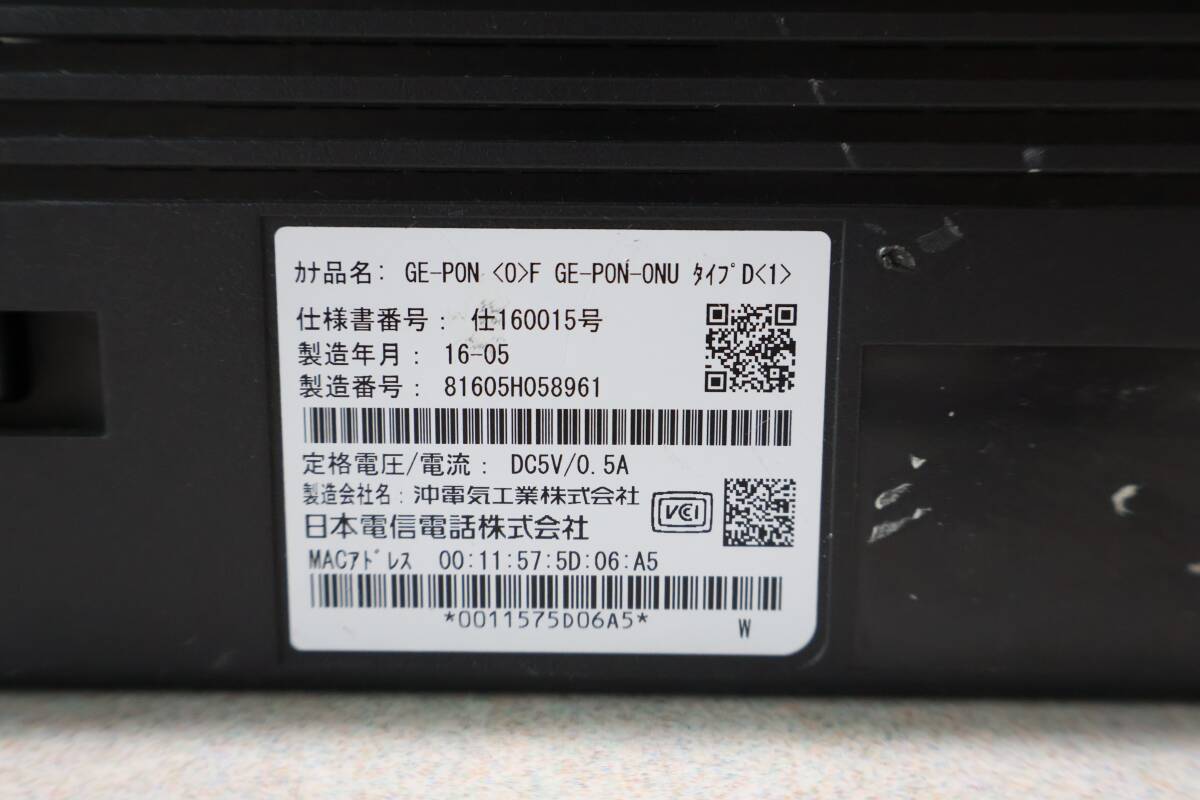 ｶﾅ品名: GE-PON <O>F GE-PON-ONU ﾀｲﾌﾟD<1>
仕様書番号: 仕160015号
製造年月: 16-05
製造番号: 81605H058961
定格電圧/電流: DC5V/0.5A
製造会社名: 沖電気工業株式会社
VCI
日本電信電話株式会社
MACｱﾄﾞﾚｽ 00:11:57:5D:06:A5
*0011575D06A5*
W